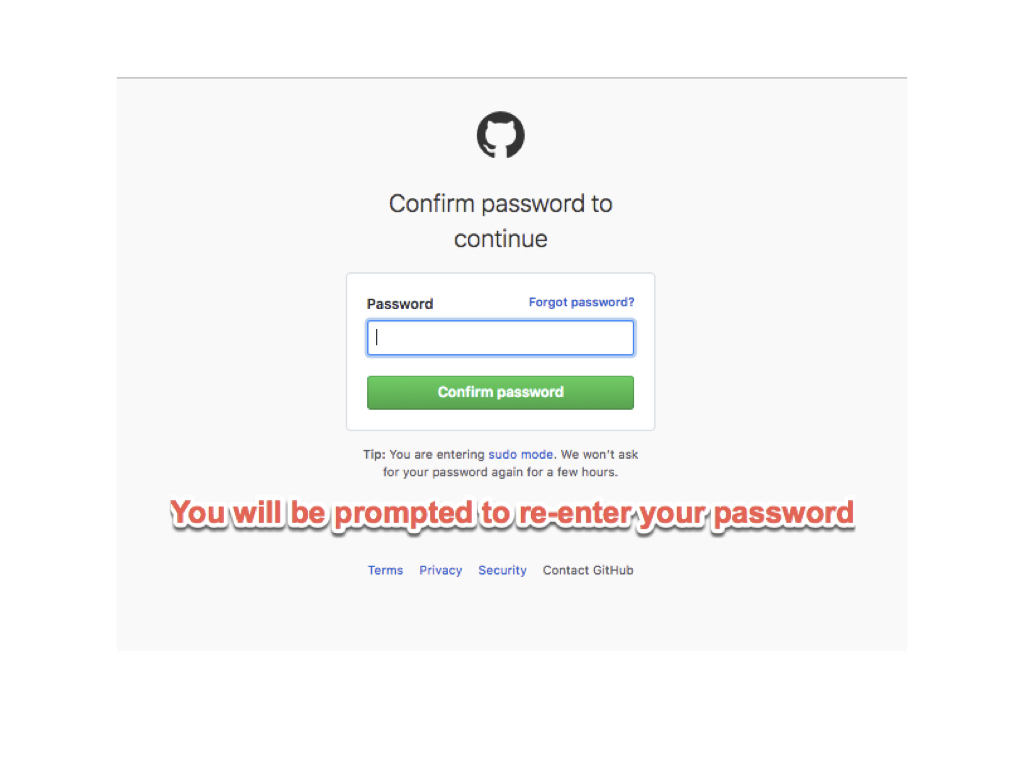 Confirm password to
continue
Password Forgot password?
Confirm password
Tip: You are entering sudo mode. We won't ask
for your password again for a few hours.
You will be prompted to re-enter your password
Terms Privacy Security Contact GitHub